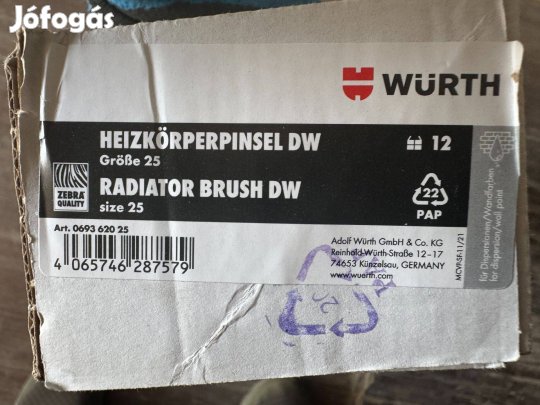 Jófogás
WÜRTH
HEIZKÖRPERPINSEL DW
Größe 25
12
ZEBRA
QUALITY
RADIATOR BRUSH DW
size 25
22
PAP
für Dispersionen/Wandfarben
for dispersion/wall paint
Art. 0693 620 25
4 065746 287579
Adolf Würth GmbH & Co. KG
Reinhold-Würth-Straße 12–17
74653 Künzelsau, GERMANY
www.wuerth.com
MCVP-SF-11/21